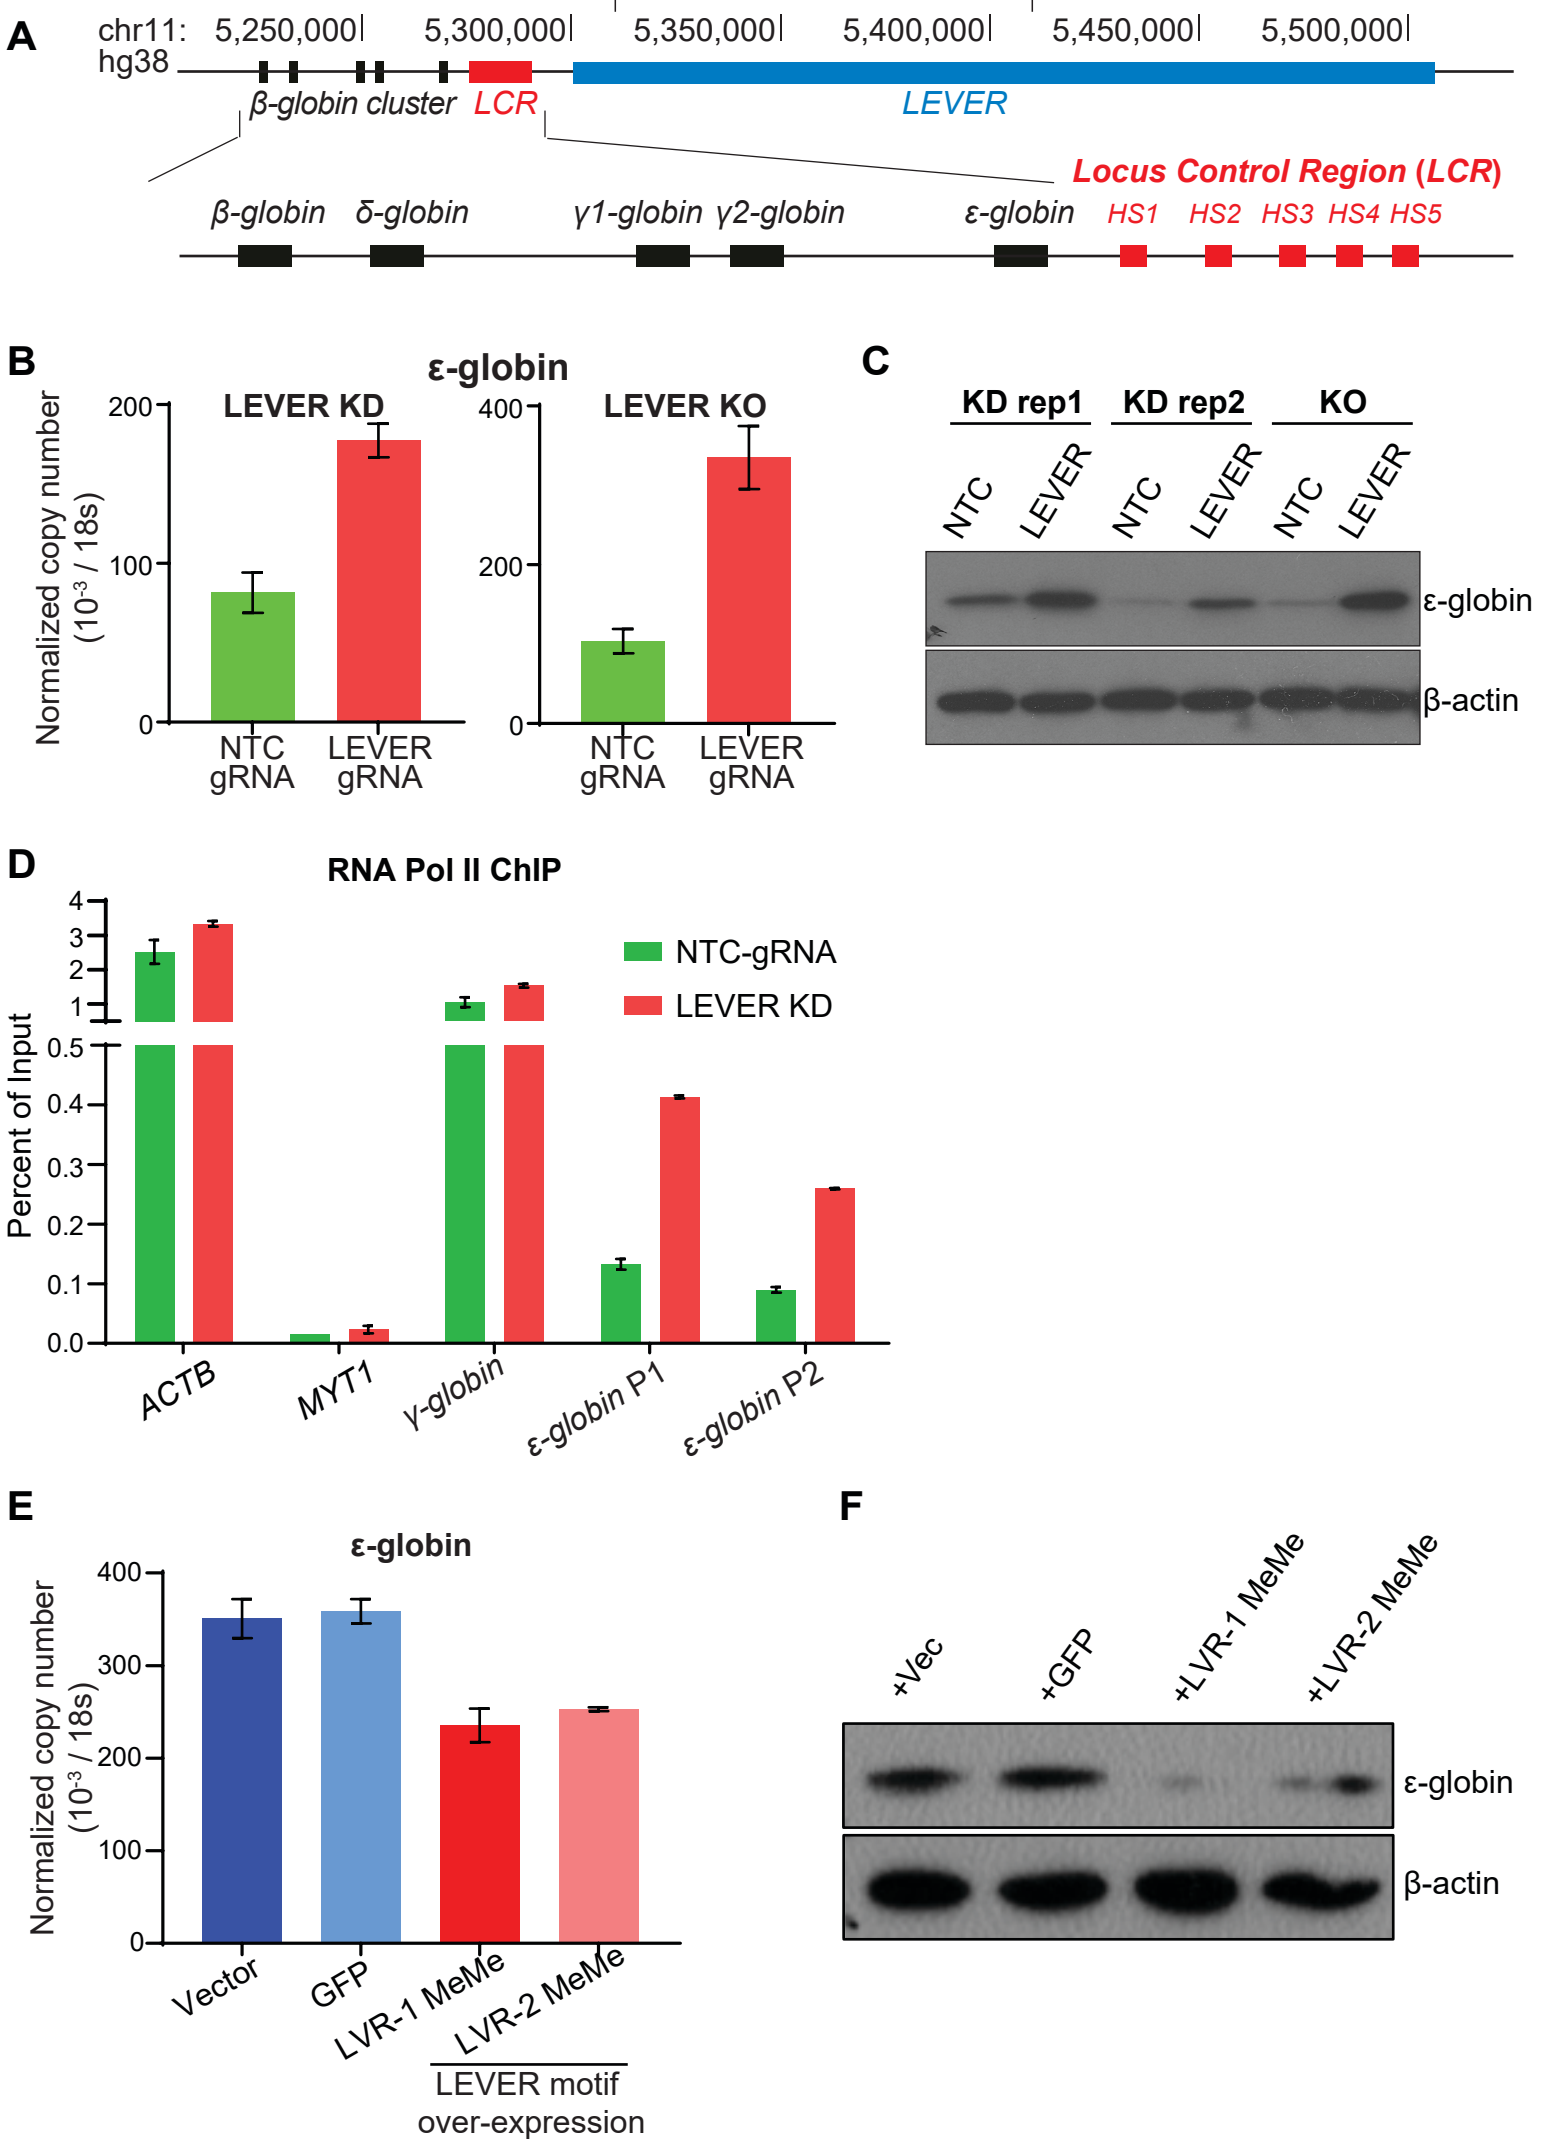 A
chr11: 5,250,000 5,300,000 5,350,000 5,400,000 5,450,000 5,500,000
hg38
β-globin cluster LCR LEVER
Locus Control Region (LCR)
β-globin δ-globin γ1-globin γ2-globin ε-globin HS1 HS2 HS3 HS4 HS5
B
ε-globin
LEVER KD LEVER KO
Normalized copy number
(10⁻³ / 18s)
200
100
0
400
200
0
NTC LEVER NTC LEVER
gRNA gRNA gRNA gRNA
C
KD rep1 KD rep2 KO
NTC LEVER NTC LEVER NTC LEVER
ε-globin
β-actin
D
RNA Pol II ChIP
Percent of Input
4
3
2
1
0.5
0.4
0.3
0.2
0.1
0.0
NTC-gRNA
LEVER KD
ACTB MYT1 γ-globin ε-globin P1 ε-globin P2
E
ε-globin
Normalized copy number
(10⁻³ / 18s)
400
300
200
100
0
Vector GFP LVR-1 MeMe LVR-2 MeMe
LEVER motif
over-expression
F
+Vec +GFP +LVR-1 MeMe +LVR-2 MeMe
ε-globin
β-actin